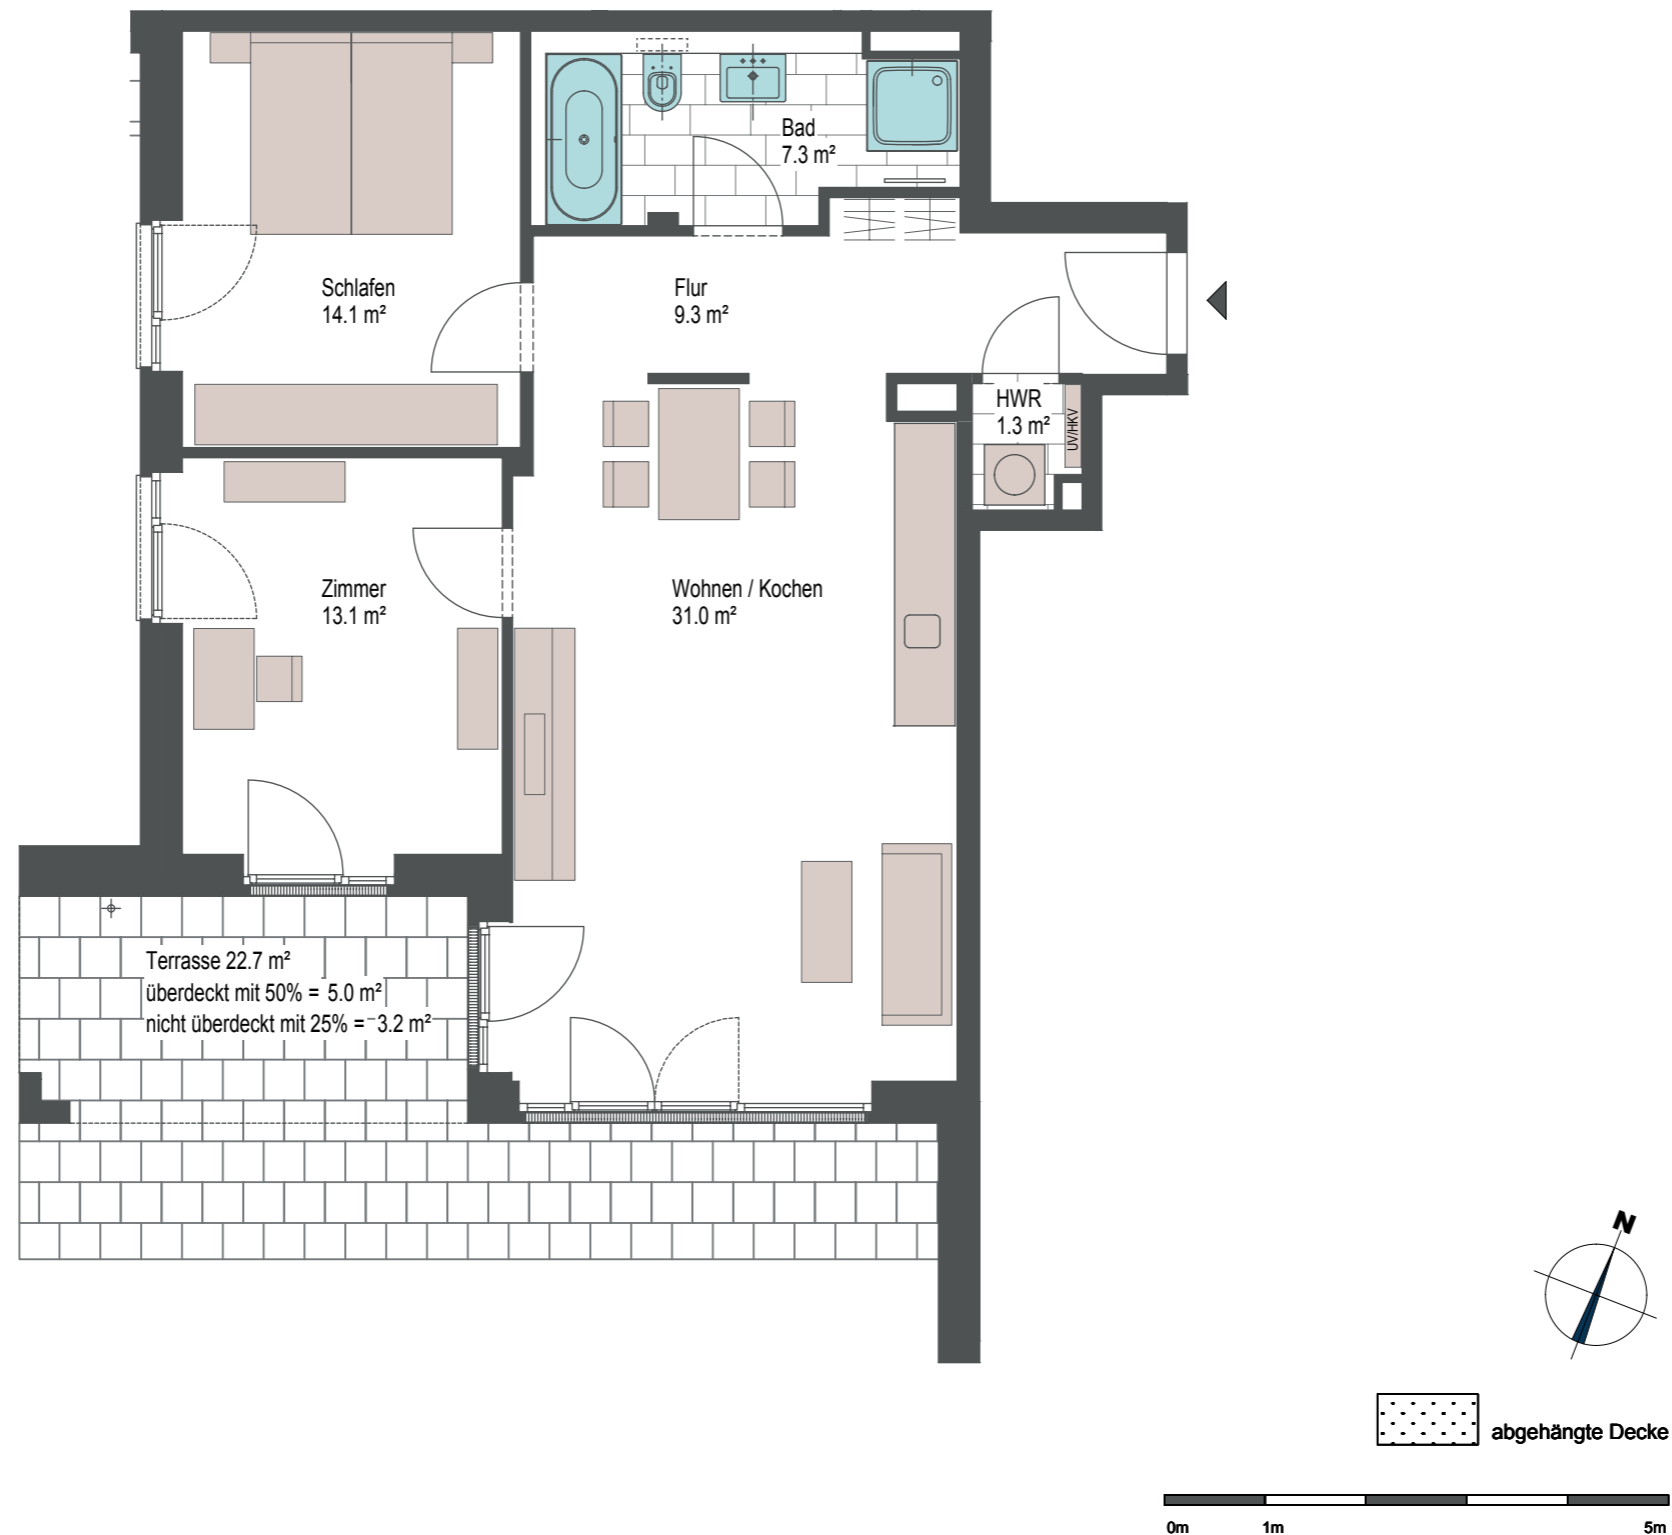 Bad
7.3 m²
Schlafen
14.1 m²
Flur
9.3 m²
HWR
1.3 m²
UV/HKV
Zimmer
13.1 m²
Wohnen / Kochen
31.0 m²
Terrasse 22.7 m²
überdeckt mit 50% = 5.0 m²
nicht überdeckt mit 25% = 3.2 m²
N
abgehängte Decke
0m 1m 5m